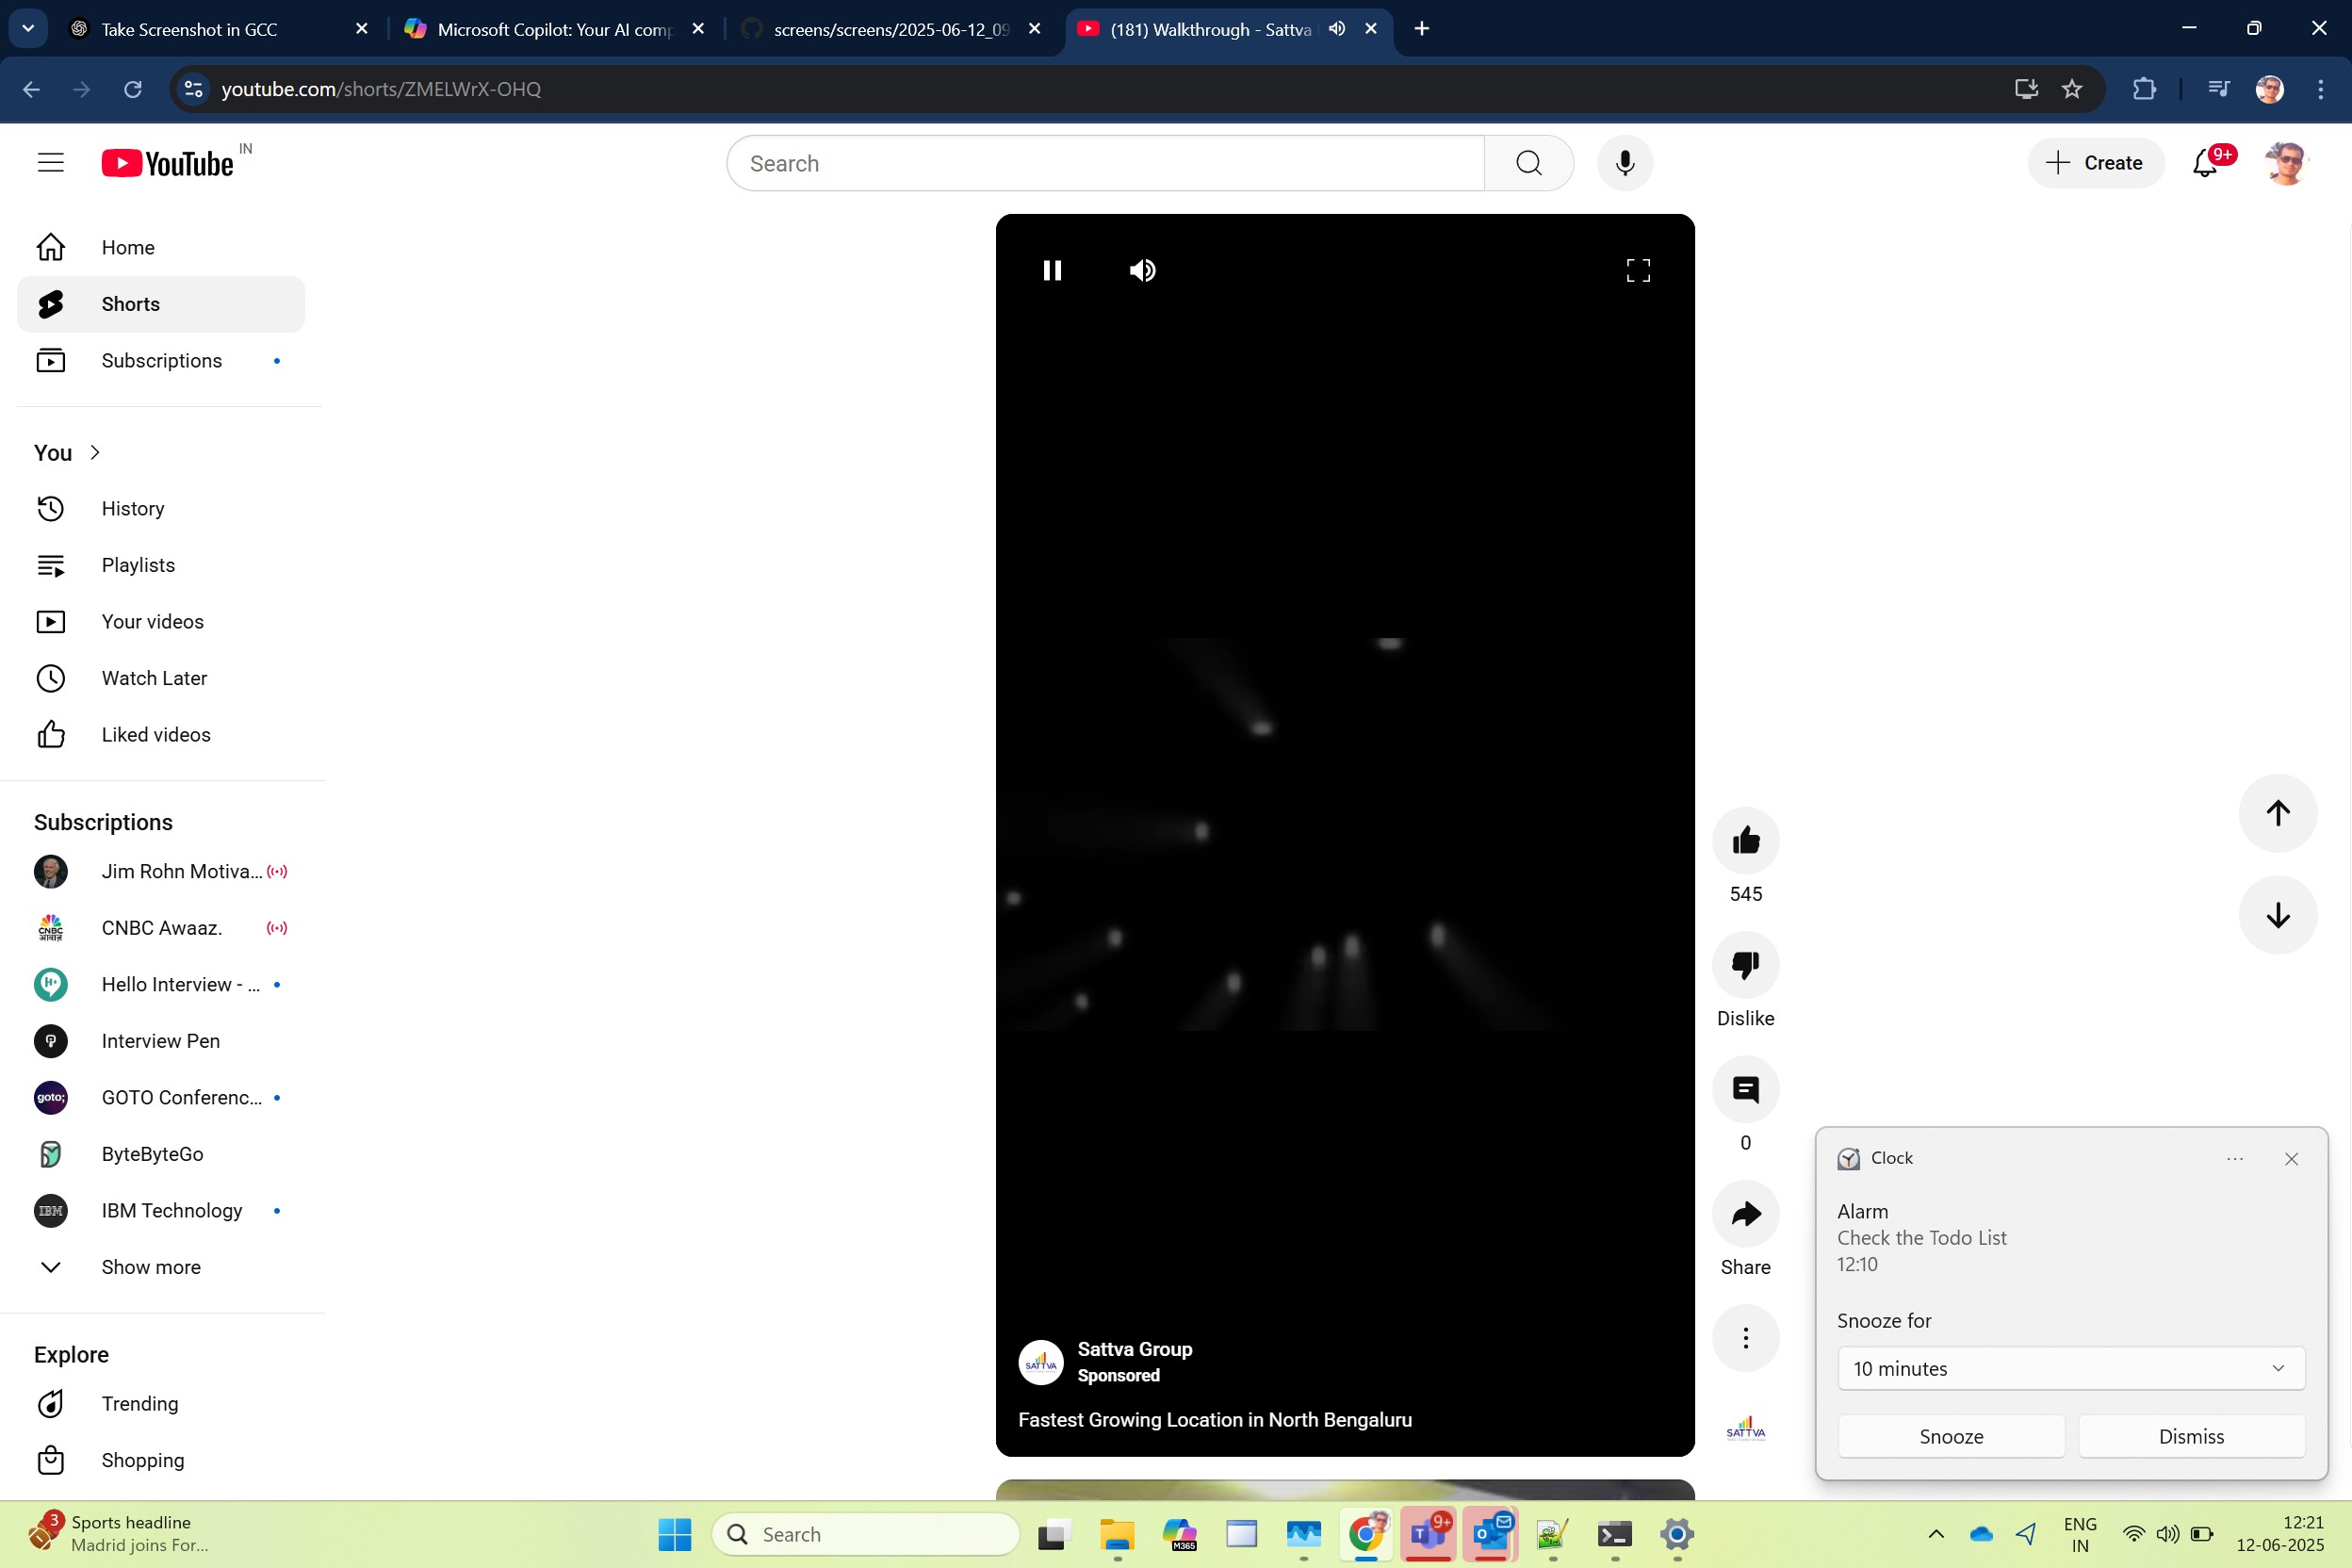 Take Screenshot in GCC
Microsoft Copilot: Your AI comp
screens/screens/2025-06-12_09
(181) Walkthrough - Sattva
youtube.com/shorts/ZMELWrX-OHQ
YouTube IN
Search
Create
9+
Home
Shorts
Subscriptions
You
History
Playlists
Your videos
Watch Later
Liked videos
Subscriptions
Jim Rohn Motiva...
CNBC Awaaz.
Hello Interview - ...
Interview Pen
GOTO Conferenc...
ByteByteGo
IBM Technology
Show more
Explore
Trending
Shopping
545
Dislike
0
Share
SATTVA
SATTVA
Sattva Group
Sponsored
Fastest Growing Location in North Bengaluru
Clock
Alarm
Check the Todo List
12:10
Snooze for
10 minutes
Snooze
Dismiss
3
Sports headline
Madrid joins For...
Search
M365
9+
ENG
IN
12:21
12-06-2025